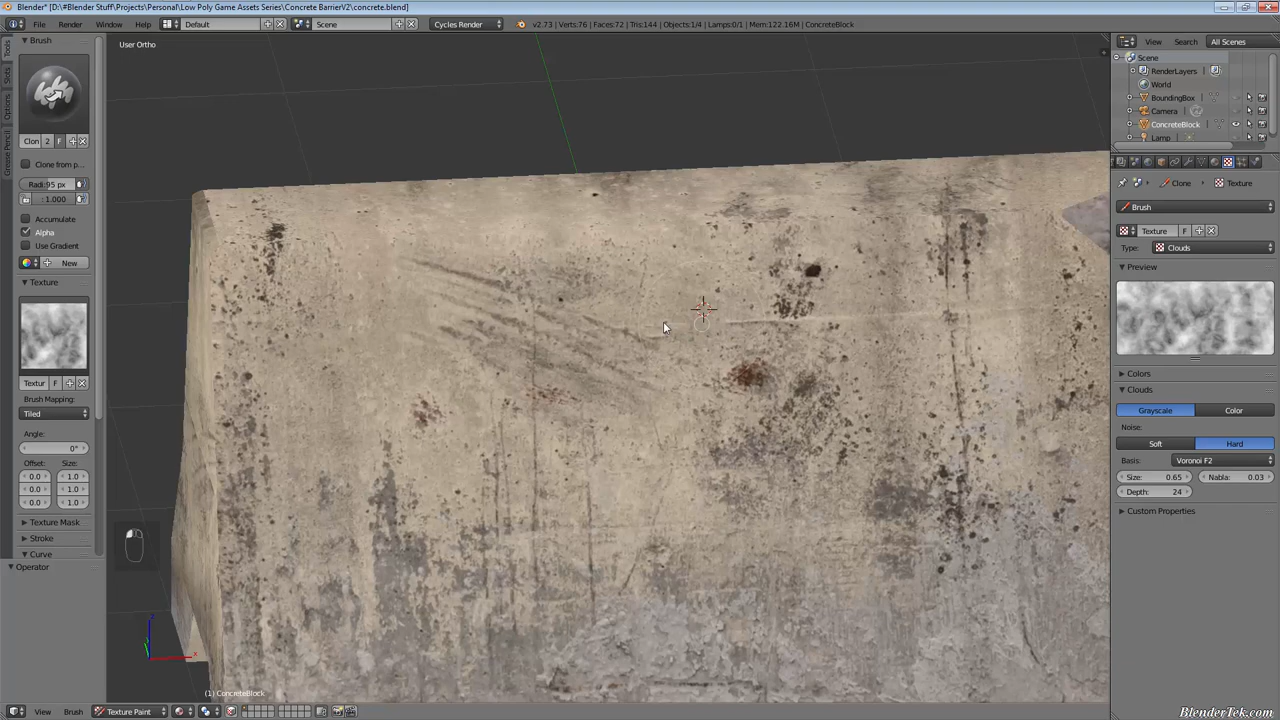 Blender* [D:\#Blender Stuff\Projects\Personal\Low Poly Game Assets Series\Concrete BarrierV2\concrete.blend]
File Render Window Help Default Scene Cycles Render v2.73 | Verts:76 | Faces:72 | Tris:144 | Objects:1/4 | Lamps:0/1 | Mem:122.16M | ConcreteBlock
Tools
Slots
Options
Grease Pencil
Brush
Clon 2 F
Clone from p...
Radi:95 px
: 1.000
Accumulate
Alpha
Use Gradient
New
Texture
Textur F
Brush Mapping:
Tiled
Angle:
0°
Offset: Size:
0.0 1.0
0.0 1.0
0.0 1.0
Texture Mask
Stroke
Curve
Operator
User Ortho
z
x
(1) ConcreteBlock
View Brush Texture Paint
View Search All Scenes
Scene
RenderLayers
World
BoundingBox
Camera
ConcreteBlock
Lamp
Clone Texture
Brush
Texture F
Type: Clouds
Preview
Colors
Clouds
Grayscale Color
Noise:
Soft Hard
Basis: Voronoi F2
Size: 0.65 Nabla: 0.03
Depth: 24
Custom Properties
BlenderTek.com